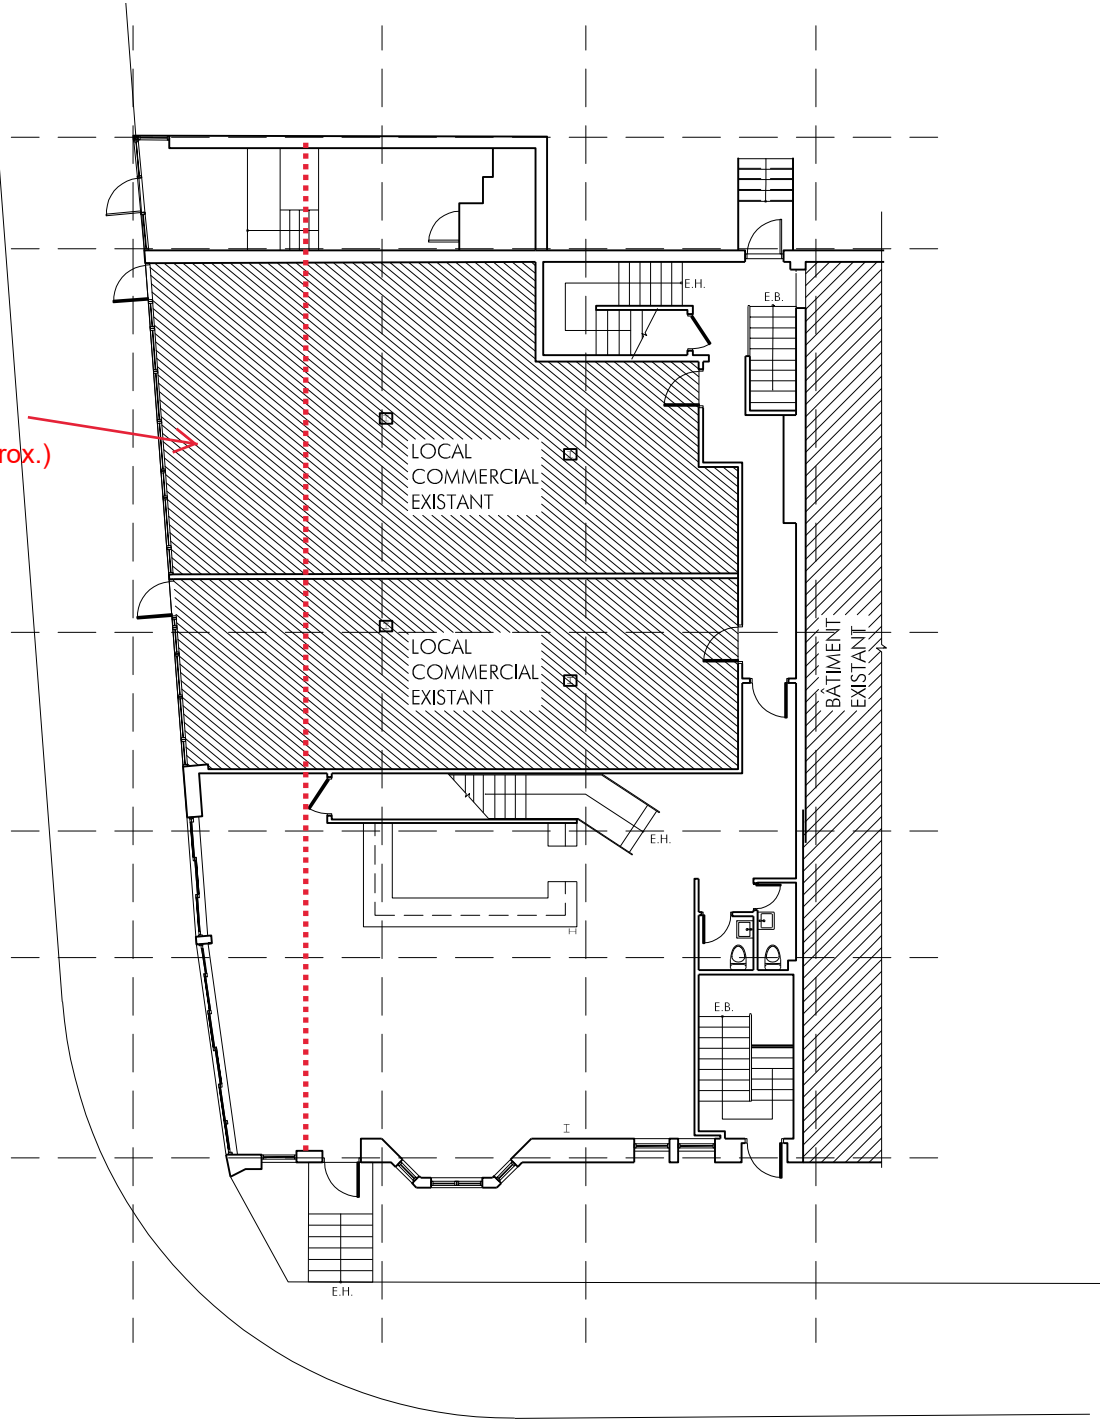 E.H.
E.B.
rox.)
LOCAL
COMMERCIAL
EXISTANT
LOCAL
COMMERCIAL
EXISTANT
BÂTIMENT
EXISTANT
E.H.
E.B.
E.H.